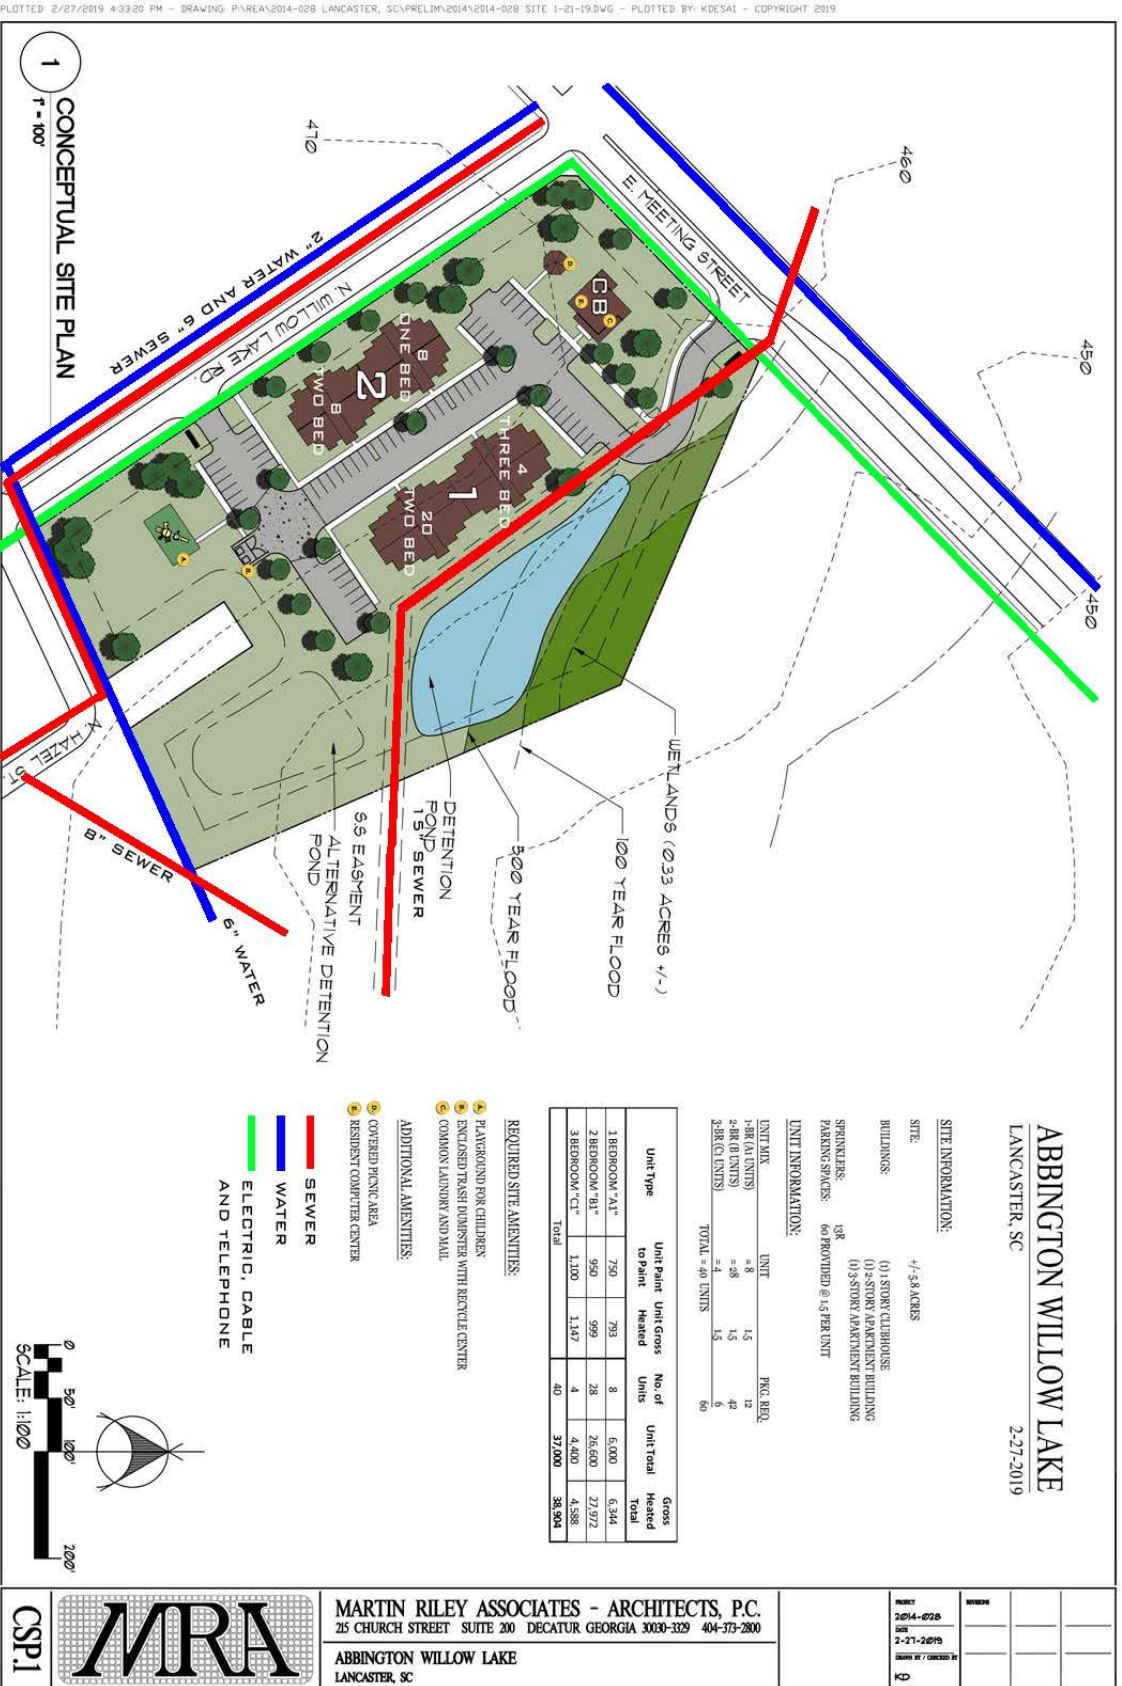 PLOTTED: 2/27/2019 4:33:20 PM - DRAWING: P:\REA\2014-028 LANCASTER, SC\PRELIM\2014\2014-028 SITE 1-21-19.DWG - PLOTTED BY: KDESAI - COPYRIGHT 2019
1
CONCEPTUAL SITE PLAN
1" = 100'
470
460
450
450
E. MEETING STREET
2" WATER AND 6" SEWER
N. WILLOW LAKE RD.
CB
D.
E.
C.
8
ONE BED
2
8
TWO BED
4
THREE BED
1
20
TWO BED
A.
B.
N. HAZEL ST.
8" SEWER
6" WATER
WETLANDS (0.33 ACRES +/-)
100 YEAR FLOOD
500 YEAR FLOOD
DETENTION
POND
15" SEWER
S.S EASMENT
ALTERNATIVE DETENTION
POND
ABBINGTON WILLOW LAKE
LANCASTER, SC 2-27-2019
SITE INFORMATION:
SITE: +/- 5.8 ACRES
BUILDINGS: (1) 1 STORY CLUBHOUSE
(1) 2-STORY APARTMENT BUILDING
(1) 3-STORY APARTMENT BUILDING
SPRINKLERS: 13R
PARKING SPACES: 60 PROVIDED @ 1.5 PER UNIT
UNIT INFORMATION:
UNIT MIX UNIT PKG. REQ.
1-BR (A1 UNITS) = 8 1.5 12
2-BR (B UNITS) = 28 1.5 42
3-BR (C1 UNITS) = 4 1.5 6
TOTAL = 40 UNITS 60
Unit Type Unit Paint to Paint Unit Gross Heated No. of Units Unit Total Gross Heated Total
1 BEDROOM "A1" 750 793 8 6,000 6,344
2 BEDROOM "B1" 950 999 28 26,600 27,972
3 BEDROOM "C1" 1,100 1,147 4 4,400 4,588
Total 40 37,000 38,904
REQUIRED SITE AMENITIES:
A. PLAYGROUND FOR CHILDREN
B. ENCLOSED TRASH DUMPSTER WITH RECYCLE CENTER
C. COMMON LAUNDRY AND MAIL
ADDITIONAL AMENITIES:
D. COVERED PICNIC AREA
E. RESIDENT COMPUTER CENTER
SEWER
WATER
ELECTRIC, CABLE
AND TELEPHONE
0 50' 100' 200'
SCALE: 1:100
CSP.1
MRA
MARTIN RILEY ASSOCIATES - ARCHITECTS, P.C.
215 CHURCH STREET SUITE 200 DECATUR GEORGIA 30030-3329 404-373-2800
ABBINGTON WILLOW LAKE
LANCASTER, SC
PROJECT
2014-028
DATE
2-27-2019
DRAWN BY / CHECKED BY
KD
REVISIONS